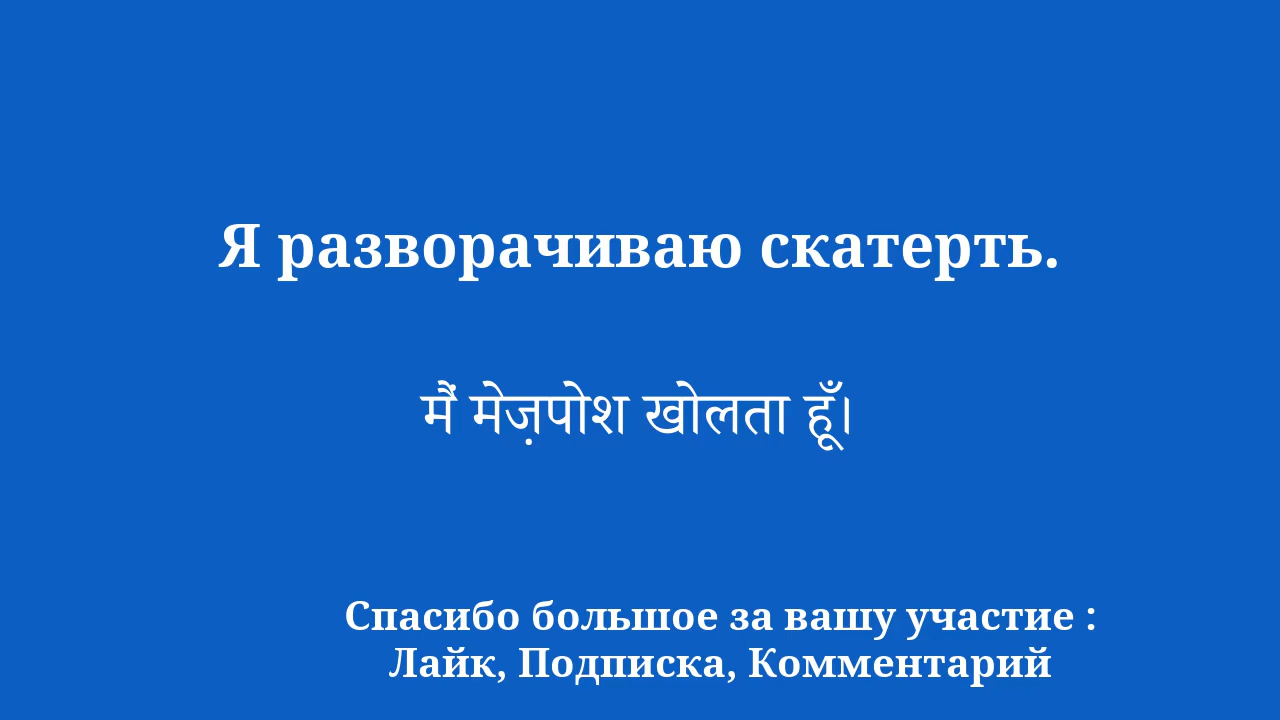 Я разворачиваю скатерть.
मैं मेज़पोश खोलता हूँ।
Спасибо большое за вашу участие :
Лайк, Подписка, Комментарий